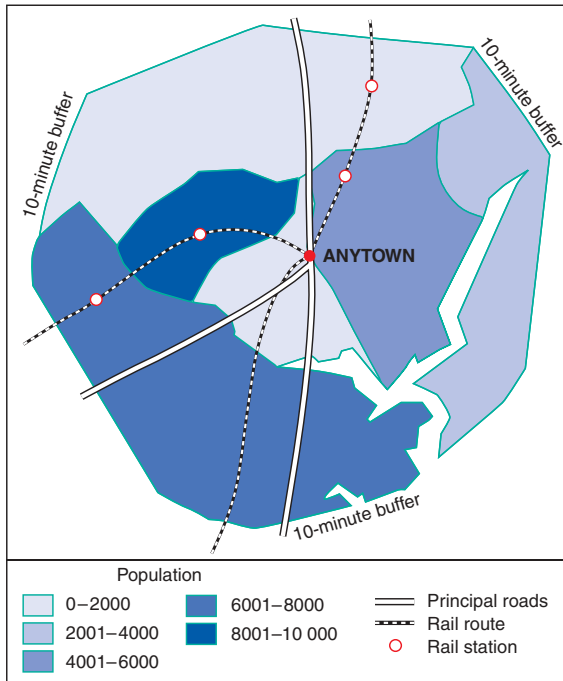 10-minute buffer
10-minute buffer
ANYTOWN
10-minute buffer
Population
0–2000
2001–4000
4001–6000
6001–8000
8001–10 000
Principal roads
Rail route
Rail station